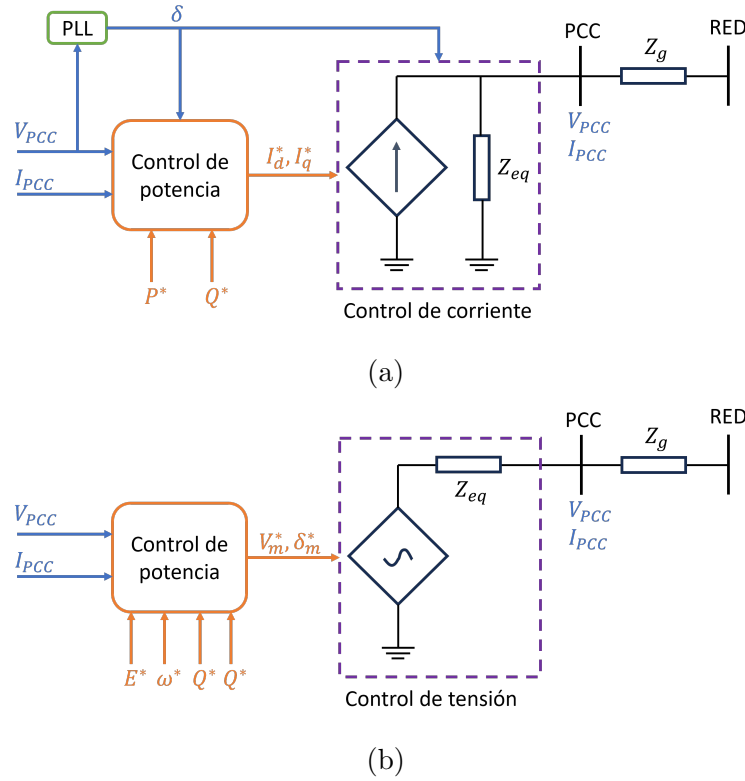 PLL
δ
V_PCC
I_PCC
Control de
potencia
I_d^*, I_q^*
P^*
Q^*
Z_eq
Control de corriente
PCC
V_PCC
I_PCC
Z_g
RED
(a)
V_PCC
I_PCC
Control de
potencia
V_m^*, δ_m^*
E^* ω^* Q^* Q^*
Z_eq
Control de tensión
PCC
V_PCC
I_PCC
Z_g
RED
(b)